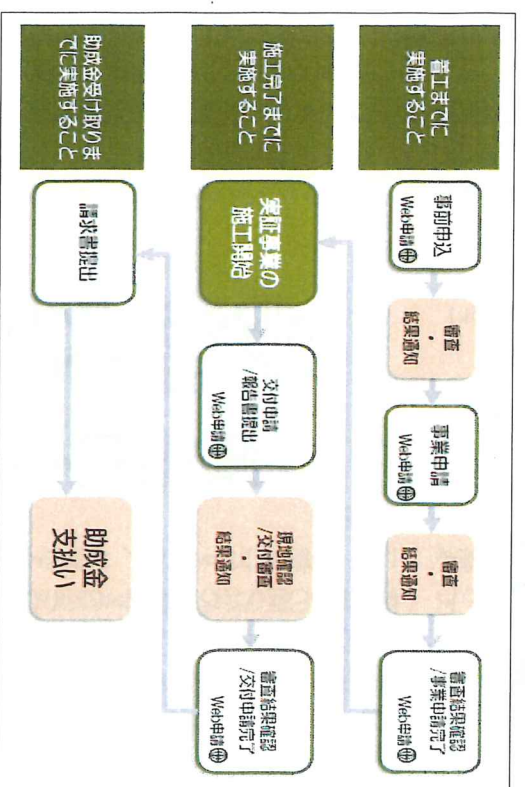 着工までに
実施すること
事前申込
Web申請
審査
・
結果通知
事業申請
Web申請
審査
・
結果通知
審査結果確認
/事業申請完了
Web申請
施工完了までに
実施すること
実証事業の
施工開始
交付申請
/報告書提出
Web申請
現地確認
/交付審査
・
結果通知
審査結果確認
/交付申請完了
Web申請
助成金受け取りま
でに実施すること
請求書提出
助成金
支払い